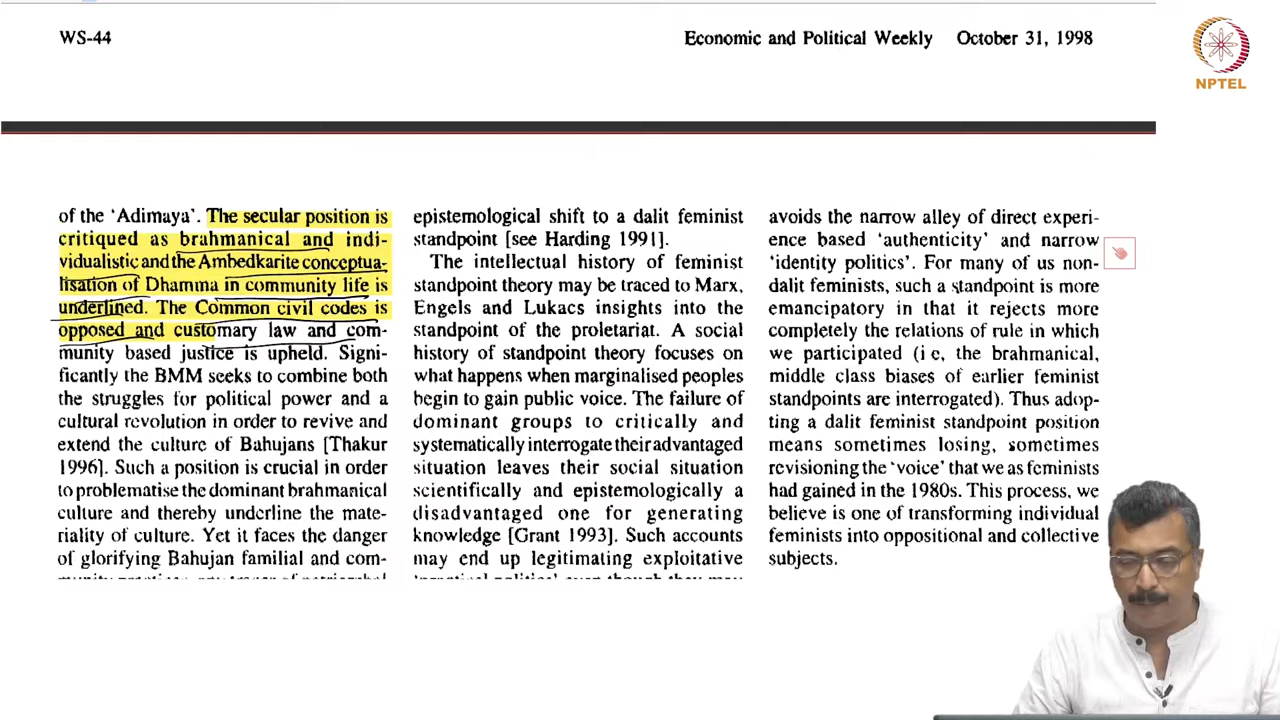 WS-44
Economic and Political Weekly October 31, 1998
NPTEL
of the 'Adimaya'. The secular position is
critiqued as brahmanical and indi-
vidualistic and the Ambedkarite conceptua-
lisation of Dhamma in community life is
underlined. The Common civil codes is
opposed and customary law and com-
munity based justice is upheld. Signi-
ficantly the BMM seeks to combine both
the struggles for political power and a
cultural revolution in order to revive and
extend the culture of Bahujans [Thakur
1996]. Such a position is crucial in order
to problematise the dominant brahmanical
culture and thereby underline the mate-
riality of culture. Yet it faces the danger
of glorifying Bahujan familial and com-
epistemological shift to a dalit feminist
standpoint [see Harding 1991].
The intellectual history of feminist
standpoint theory may be traced to Marx,
Engels and Lukacs insights into the
standpoint of the proletariat. A social
history of standpoint theory focuses on
what happens when marginalised peoples
begin to gain public voice. The failure of
dominant groups to critically and
systematically interrogate their advantaged
situation leaves their social situation
scientifically and epistemologically a
disadvantaged one for generating
knowledge [Grant 1993]. Such accounts
may end up legitimating exploitative
avoids the narrow alley of direct experi-
ence based 'authenticity' and narrow
'identity politics'. For many of us non-
dalit feminists, such a standpoint is more
emancipatory in that it rejects more
completely the relations of rule in which
we participated (i e, the brahmanical,
middle class biases of earlier feminist
standpoints are interrogated). Thus adop-
ting a dalit feminist standpoint position
means sometimes losing, sometimes
revisioning the 'voice' that we as feminists
had gained in the 1980s. This process, we
believe is one of transforming individual
feminists into oppositional and collective
subjects.